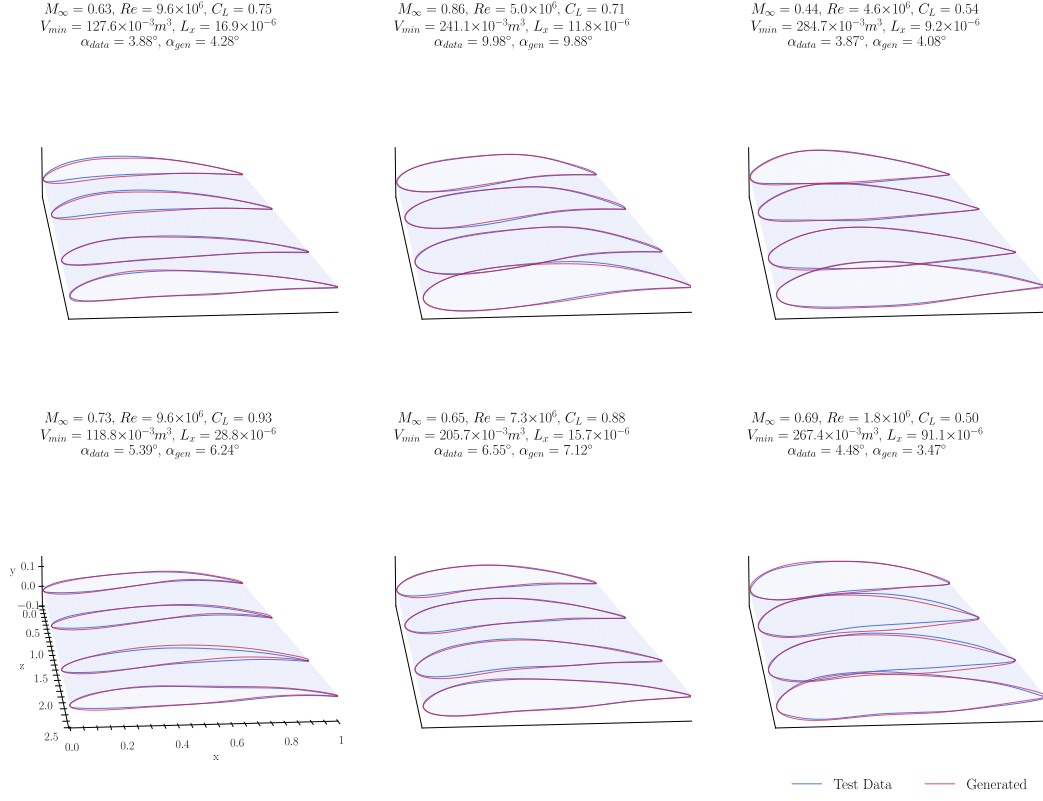 M∞ = 0.63, Re = 9.6×10⁶, C_L = 0.75
V_min = 127.6×10⁻³m³, L_x = 16.9×10⁻⁶
α_data = 3.88°, α_gen = 4.28°
M∞ = 0.86, Re = 5.0×10⁶, C_L = 0.71
V_min = 241.1×10⁻³m³, L_x = 11.8×10⁻⁶
α_data = 9.98°, α_gen = 9.88°
M∞ = 0.44, Re = 4.6×10⁶, C_L = 0.54
V_min = 284.7×10⁻³m³, L_x = 9.2×10⁻⁶
α_data = 3.87°, α_gen = 4.08°
M∞ = 0.73, Re = 9.6×10⁶, C_L = 0.93
V_min = 118.8×10⁻³m³, L_x = 28.8×10⁻⁶
α_data = 5.39°, α_gen = 6.24°
M∞ = 0.65, Re = 7.3×10⁶, C_L = 0.88
V_min = 205.7×10⁻³m³, L_x = 15.7×10⁻⁶
α_data = 6.55°, α_gen = 7.12°
M∞ = 0.69, Re = 1.8×10⁶, C_L = 0.50
V_min = 267.4×10⁻³m³, L_x = 91.1×10⁻⁶
α_data = 4.48°, α_gen = 3.47°
0.1
y
0.0
−0.1
0.0
0.5
1.0
z
1.5
2.0
2.5
0.0 0.2 0.4 0.6 0.8 1
x
Test Data
Generated